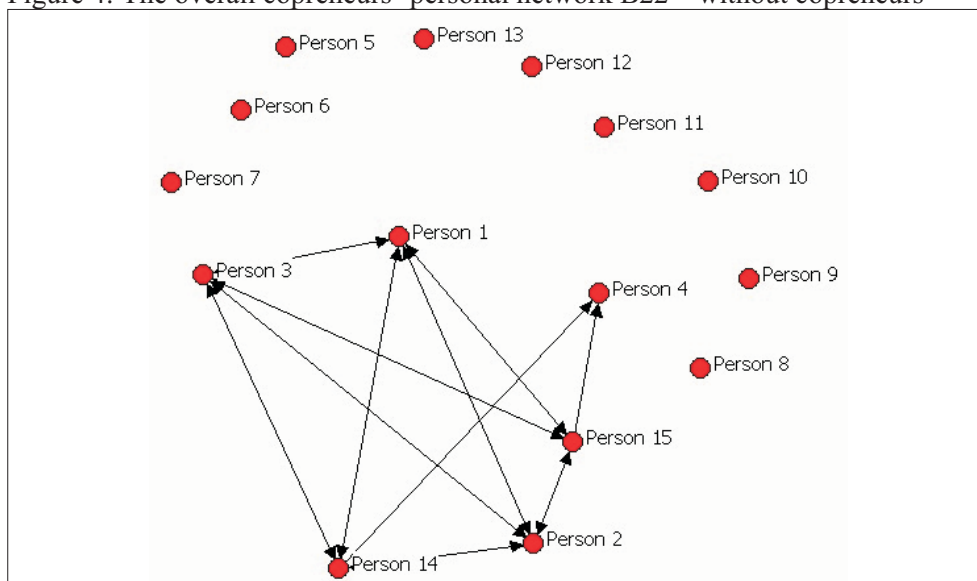 Figure 4: The overall copreneurs' personal network B22 – without copreneurs
Person 5
Person 13
Person 12
Person 6
Person 11
Person 7
Person 10
Person 1
Person 3
Person 9
Person 4
Person 8
Person 15
Person 2
Person 14